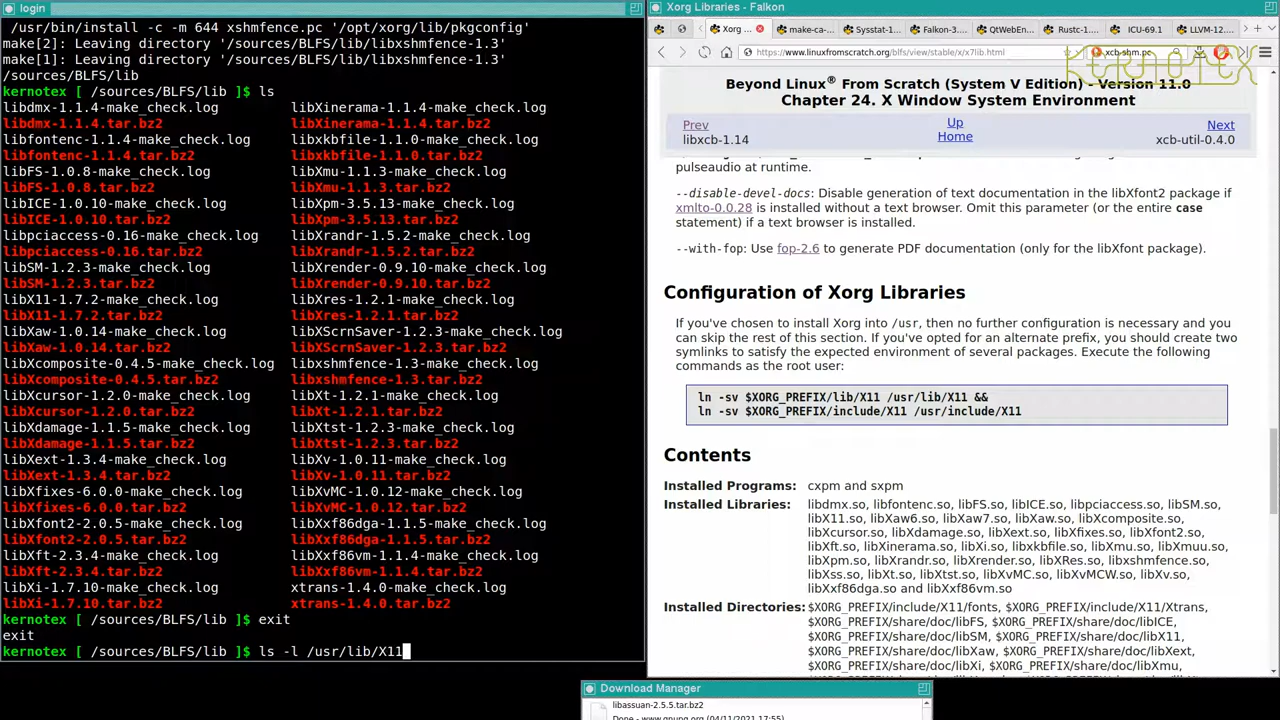 login
/usr/bin/install -c -m 644 xshmfence.pc '/opt/xorg/lib/pkgconfig'
make[2]: Leaving directory '/sources/BLFS/lib/libxshmfence-1.3'
make[1]: Leaving directory '/sources/BLFS/lib/libxshmfence-1.3'
/sources/BLFS/lib
kernotex [ /sources/BLFS/lib ]$ ls
libdmx-1.1.4-make_check.log libXinerama-1.1.4-make_check.log
libdmx-1.1.4.tar.bz2 libXinerama-1.1.4.tar.bz2
libfontenc-1.1.4-make_check.log libxkbfile-1.1.0-make_check.log
libfontenc-1.1.4.tar.bz2 libxkbfile-1.1.0.tar.bz2
libFS-1.0.8-make_check.log libXmu-1.1.3-make_check.log
libFS-1.0.8.tar.bz2 libXmu-1.1.3.tar.bz2
libICE-1.0.10-make_check.log libXpm-3.5.13-make_check.log
libICE-1.0.10.tar.bz2 libXpm-3.5.13.tar.bz2
libpciaccess-0.16-make_check.log libXrandr-1.5.2-make_check.log
libpciaccess-0.16.tar.bz2 libXrandr-1.5.2.tar.bz2
libSM-1.2.3-make_check.log libXrender-0.9.10-make_check.log
libSM-1.2.3.tar.bz2 libXrender-0.9.10.tar.bz2
libX11-1.7.2-make_check.log libXres-1.2.1-make_check.log
libX11-1.7.2.tar.bz2 libXres-1.2.1.tar.bz2
libXaw-1.0.14-make_check.log libXScrnSaver-1.2.3-make_check.log
libXaw-1.0.14.tar.bz2 libXScrnSaver-1.2.3.tar.bz2
libXcomposite-0.4.5-make_check.log libxshmfence-1.3-make_check.log
libXcomposite-0.4.5.tar.bz2 libxshmfence-1.3.tar.bz2
libXcursor-1.2.0-make_check.log libXt-1.2.1-make_check.log
libXcursor-1.2.0.tar.bz2 libXt-1.2.1.tar.bz2
libXdamage-1.1.5-make_check.log libXtst-1.2.3-make_check.log
libXdamage-1.1.5.tar.bz2 libXtst-1.2.3.tar.bz2
libXext-1.3.4-make_check.log libXv-1.0.11-make_check.log
libXext-1.3.4.tar.bz2 libXv-1.0.11.tar.bz2
libXfixes-6.0.0-make_check.log libXvMC-1.0.12-make_check.log
libXfixes-6.0.0.tar.bz2 libXvMC-1.0.12.tar.bz2
libXfont2-2.0.5-make_check.log libXxf86dga-1.1.5-make_check.log
libXfont2-2.0.5.tar.bz2 libXxf86dga-1.1.5.tar.bz2
libXft-2.3.4-make_check.log libXxf86vm-1.1.4-make_check.log
libXft-2.3.4.tar.bz2 libXxf86vm-1.1.4.tar.bz2
libXi-1.7.10-make_check.log xtrans-1.4.0-make_check.log
libXi-1.7.10.tar.bz2 xtrans-1.4.0.tar.bz2
kernotex [ /sources/BLFS/lib ]$ exit
exit
kernotex [ /sources/BLFS/lib ]$ ls -l /usr/lib/X11
Xorg Libraries - Falkon
Xorg ... make-ca-... Sysstat-1... Falkon-3... QtWebEn... Rustc-1... ICU-69.1 LLVM-12...
https://www.linuxfromscratch.org/blfs/view/stable/x/x7lib.html xcb-shm.pc
KERNOTEX
Beyond Linux® From Scratch (System V Edition) - Version 11.0
Chapter 24. X Window System Environment
Prev Up Next
libxcb-1.14 Home xcb-util-0.4.0
pulseaudio at runtime.
--disable-devel-docs: Disable generation of text documentation in the libXfont2 package if
xmlto-0.0.28 is installed without a text browser. Omit this parameter (or the entire case
statement) if a text browser is installed.
--with-fop: Use fop-2.6 to generate PDF documentation (only for the libXfont package).
Configuration of Xorg Libraries
If you've chosen to install Xorg into /usr, then no further configuration is necessary and you
can skip the rest of this section. If you've opted for an alternate prefix, you should create two
symlinks to satisfy the expected environment of several packages. Execute the following
commands as the root user:
ln -sv $XORG_PREFIX/lib/X11 /usr/lib/X11 &&
ln -sv $XORG_PREFIX/include/X11 /usr/include/X11
Contents
Installed Programs: cxpm and sxpm
Installed Libraries: libdmx.so, libfontenc.so, libFS.so, libICE.so, libpciaccess.so, libSM.so,
libX11.so, libXaw6.so, libXaw7.so, libXaw.so, libXcomposite.so,
libXcursor.so, libXdamage.so, libXext.so, libXfixes.so, libXfont2.so,
libXft.so, libXinerama.so, libXi.so, libxkbfile.so, libXmu.so, libXmuu.so,
libXpm.so, libXrandr.so, libXrender.so, libXRes.so, libxshmfence.so,
libXss.so, libXt.so, libXtst.so, libXvMC.so, libXvMCW.so, libXv.so,
libXxf86dga.so and libXxf86vm.so
Installed Directories: $XORG_PREFIX/include/X11/fonts, $XORG_PREFIX/include/X11/Xtrans,
$XORG_PREFIX/share/doc/libFS, $XORG_PREFIX/share/doc/libICE,
$XORG_PREFIX/share/doc/libSM, $XORG_PREFIX/share/doc/libX11,
$XORG_PREFIX/share/doc/libXaw, $XORG_PREFIX/share/doc/libXext,
$XORG_PREFIX/share/doc/libXi, $XORG_PREFIX/share/doc/libXmu,
Download Manager
libassuan-2.5.5.tar.bz2
Done - www.gnupg.org (04/11/2021 17:55)